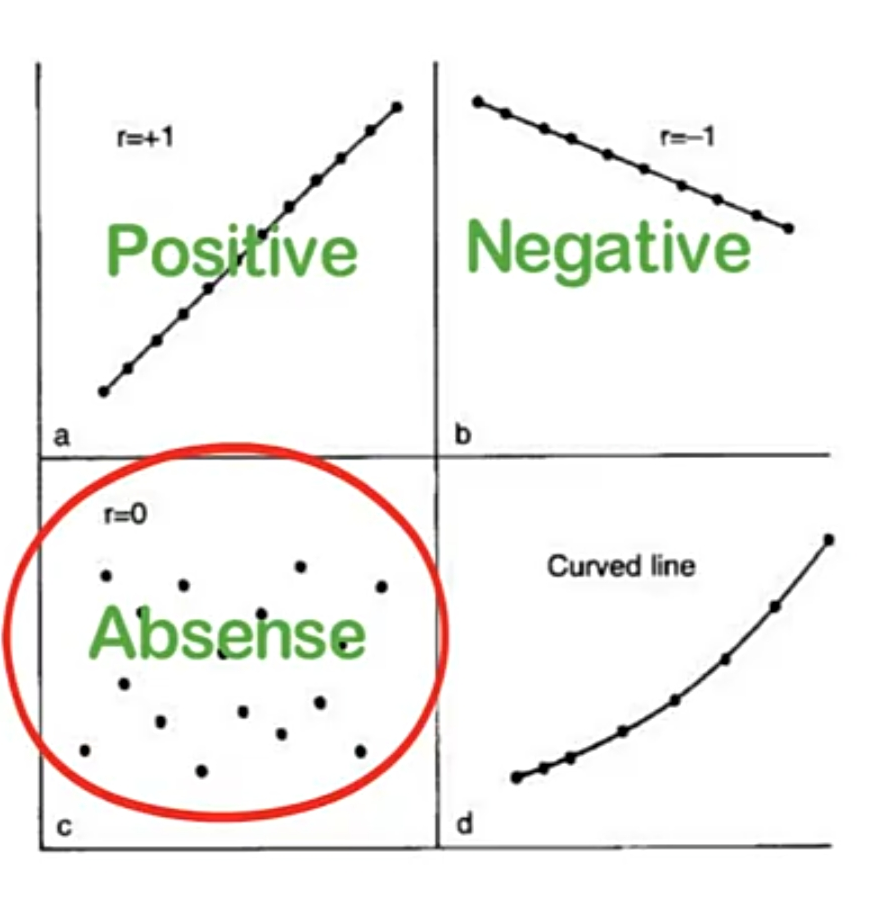 r=+1
Positive
a
r=–1
Negative
b
r=0
Absense
c
Curved line
d